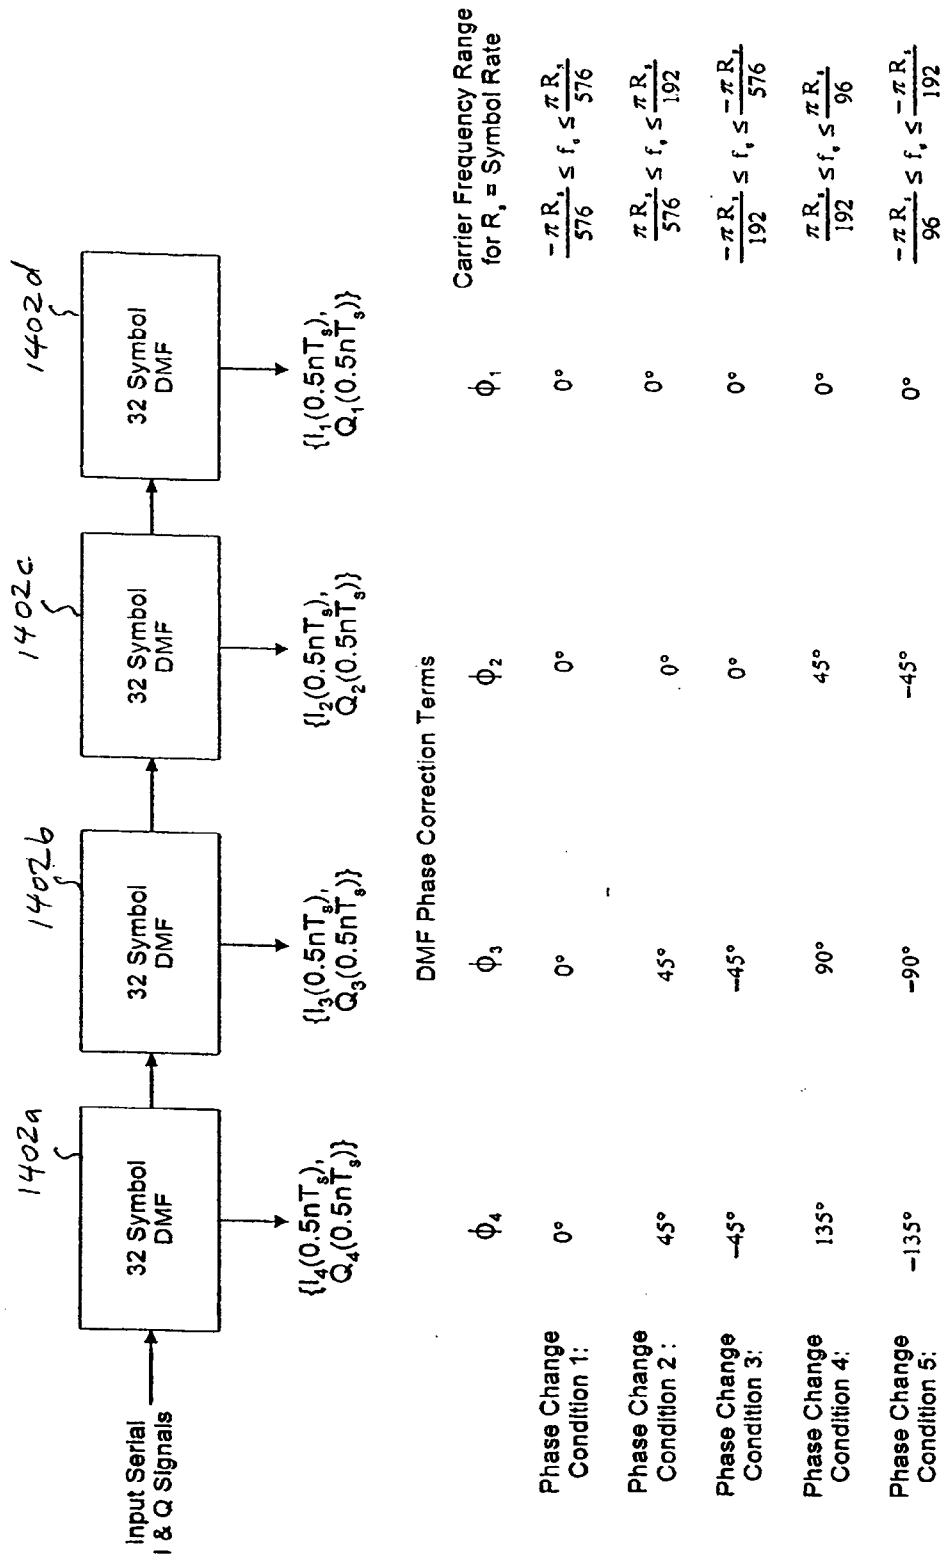 1402a
1402b
1402c
1402d
Input Serial
I & Q Signals
32 Symbol
DMF
32 Symbol
DMF
32 Symbol
DMF
32 Symbol
DMF
{I₄(0.5nTₛ),
Q₄(0.5nTₛ)}
{I₃(0.5nTₛ),
Q₃(0.5nTₛ)}
{I₂(0.5nTₛ),
Q₂(0.5nTₛ)}
{I₁(0.5nTₛ),
Q₁(0.5nTₛ)}
DMF Phase Correction Terms
Carrier Frequency Range
for Rₛ = Symbol Rate
ϕ₄ ϕ₃ ϕ₂ ϕ₁
Phase Change
Condition 1:
0° 0° 0° 0° -πRₛ/576 ≤ fₑ ≤ πRₛ/576
Phase Change
Condition 2 :
45° 45° 0° 0° πRₛ/576 ≤ fₑ ≤ πRₛ/192
Phase Change
Condition 3:
–45° –45° 0° 0° -πRₛ/192 ≤ fₑ ≤ -πRₛ/576
Phase Change
Condition 4:
135° 90° 45° 0° πRₛ/192 ≤ fₑ ≤ πRₛ/96
Phase Change
Condition 5:
–135° –90° –45° 0° -πRₛ/96 ≤ fₑ ≤ -πRₛ/192